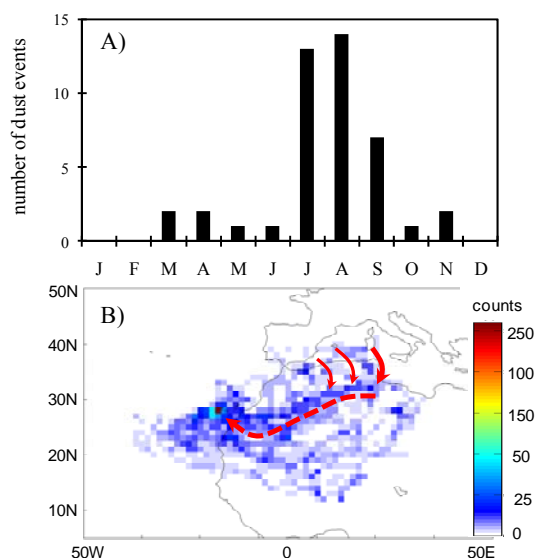 15
A)
10
number of dust events
5
0
J F M A M J J A S O N D
50N
B)
counts
40N
250
30N
150
100
20N
50
25
10N
0
50W 0 50E